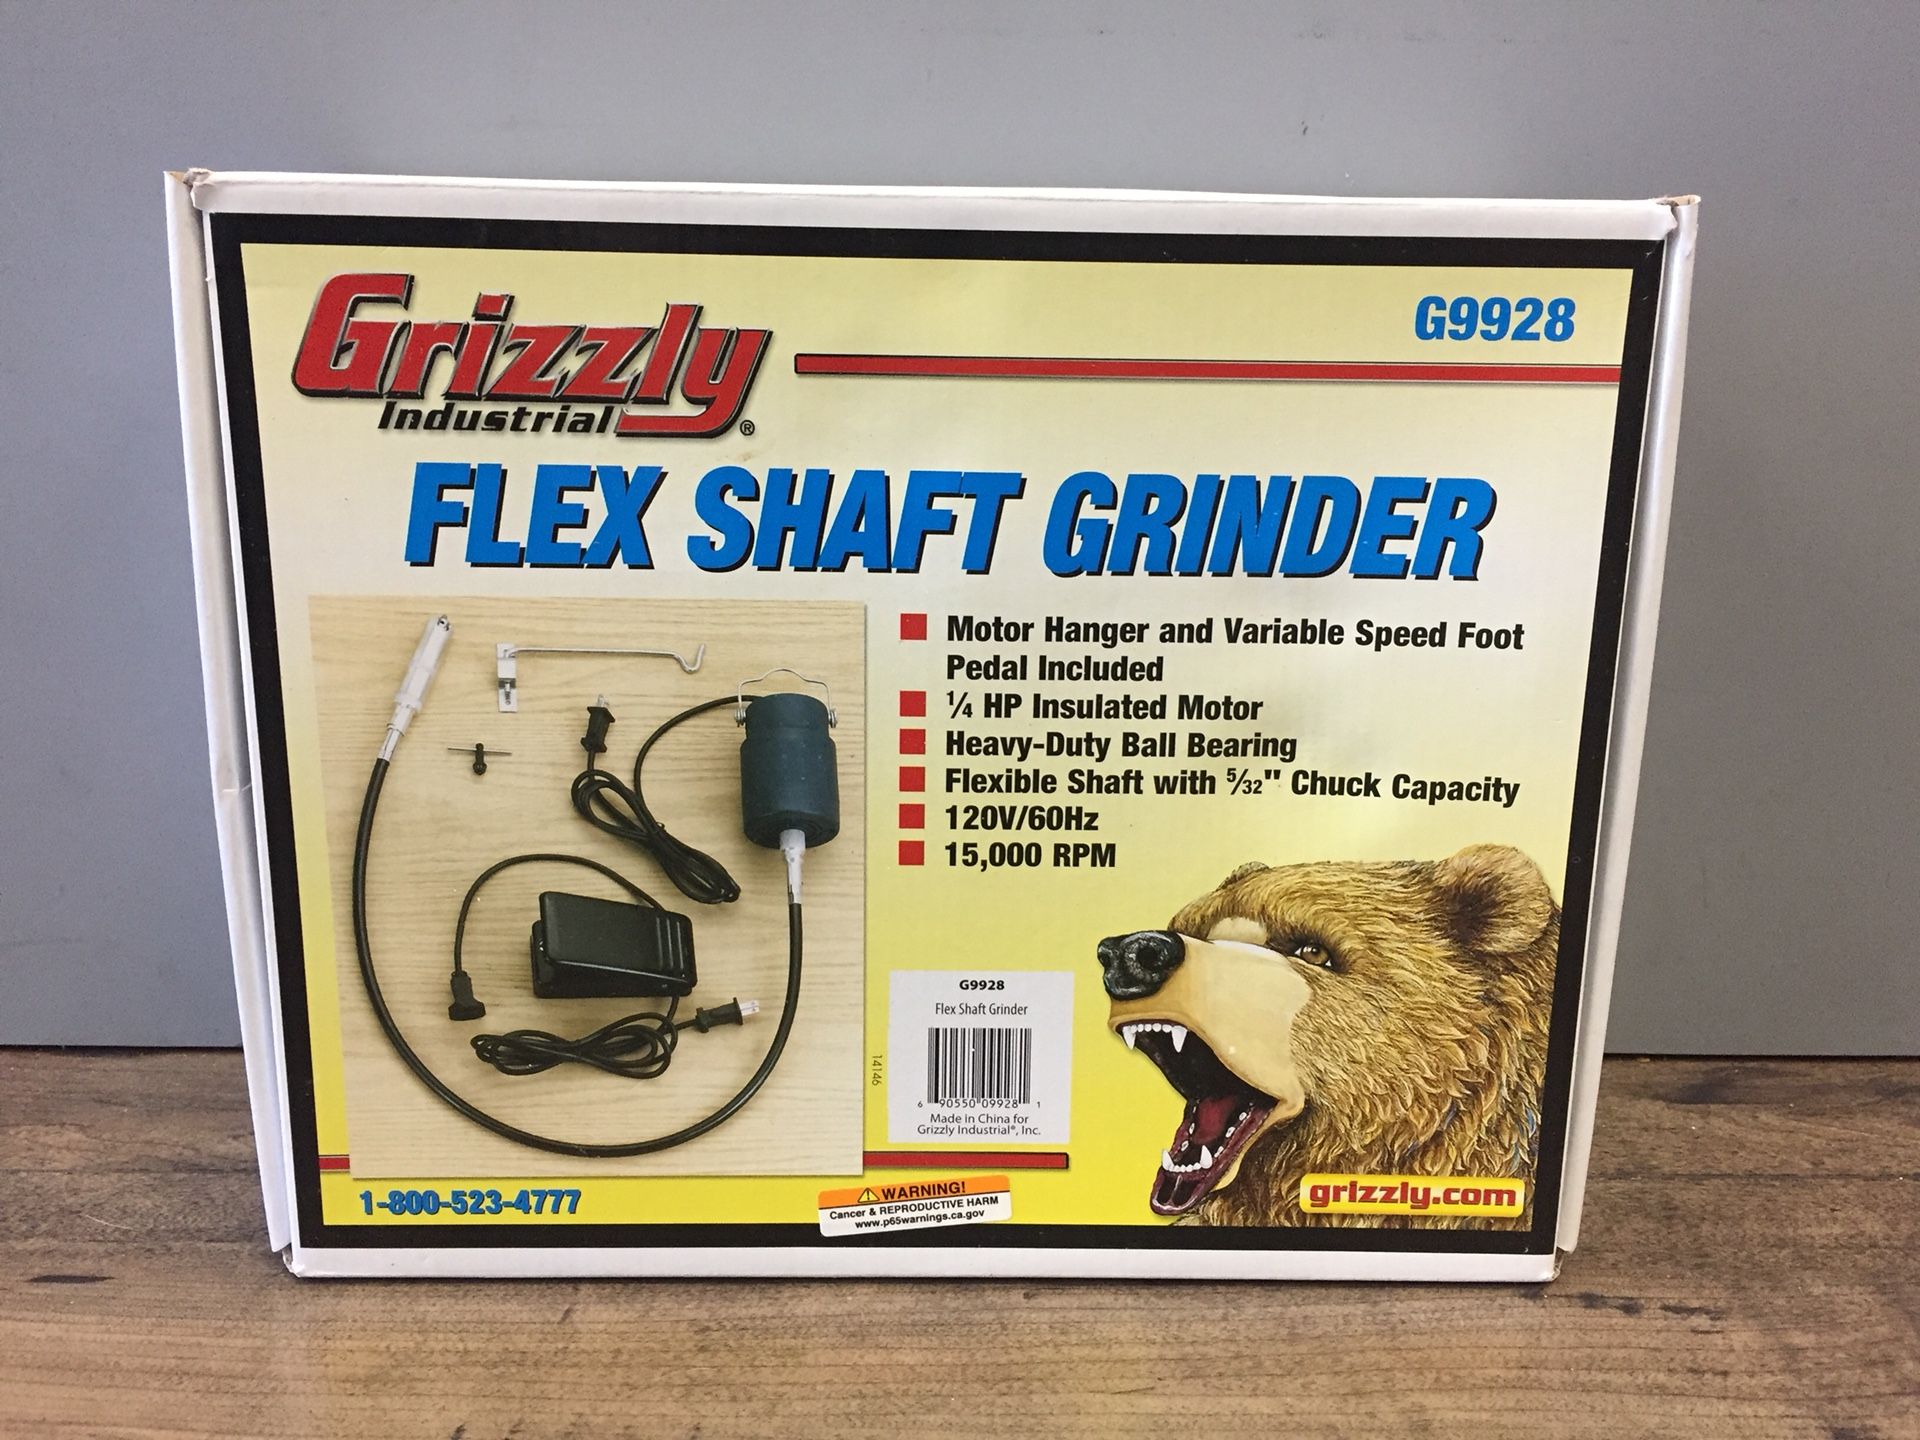 Grizzly
Industrial®
G9928
FLEX SHAFT GRINDER
Motor Hanger and Variable Speed Foot
Pedal Included
1/4 HP Insulated Motor
Heavy-Duty Ball Bearing
Flexible Shaft with 5/32" Chuck Capacity
120V/60Hz
15,000 RPM
G9928
Flex Shaft Grinder
6 90550 09928 1
Made in China for
Grizzly Industrial®, Inc.
14146
1-800-523-4777
WARNING!
Cancer & REPRODUCTIVE HARM
www.p65warnings.ca.gov
grizzly.com